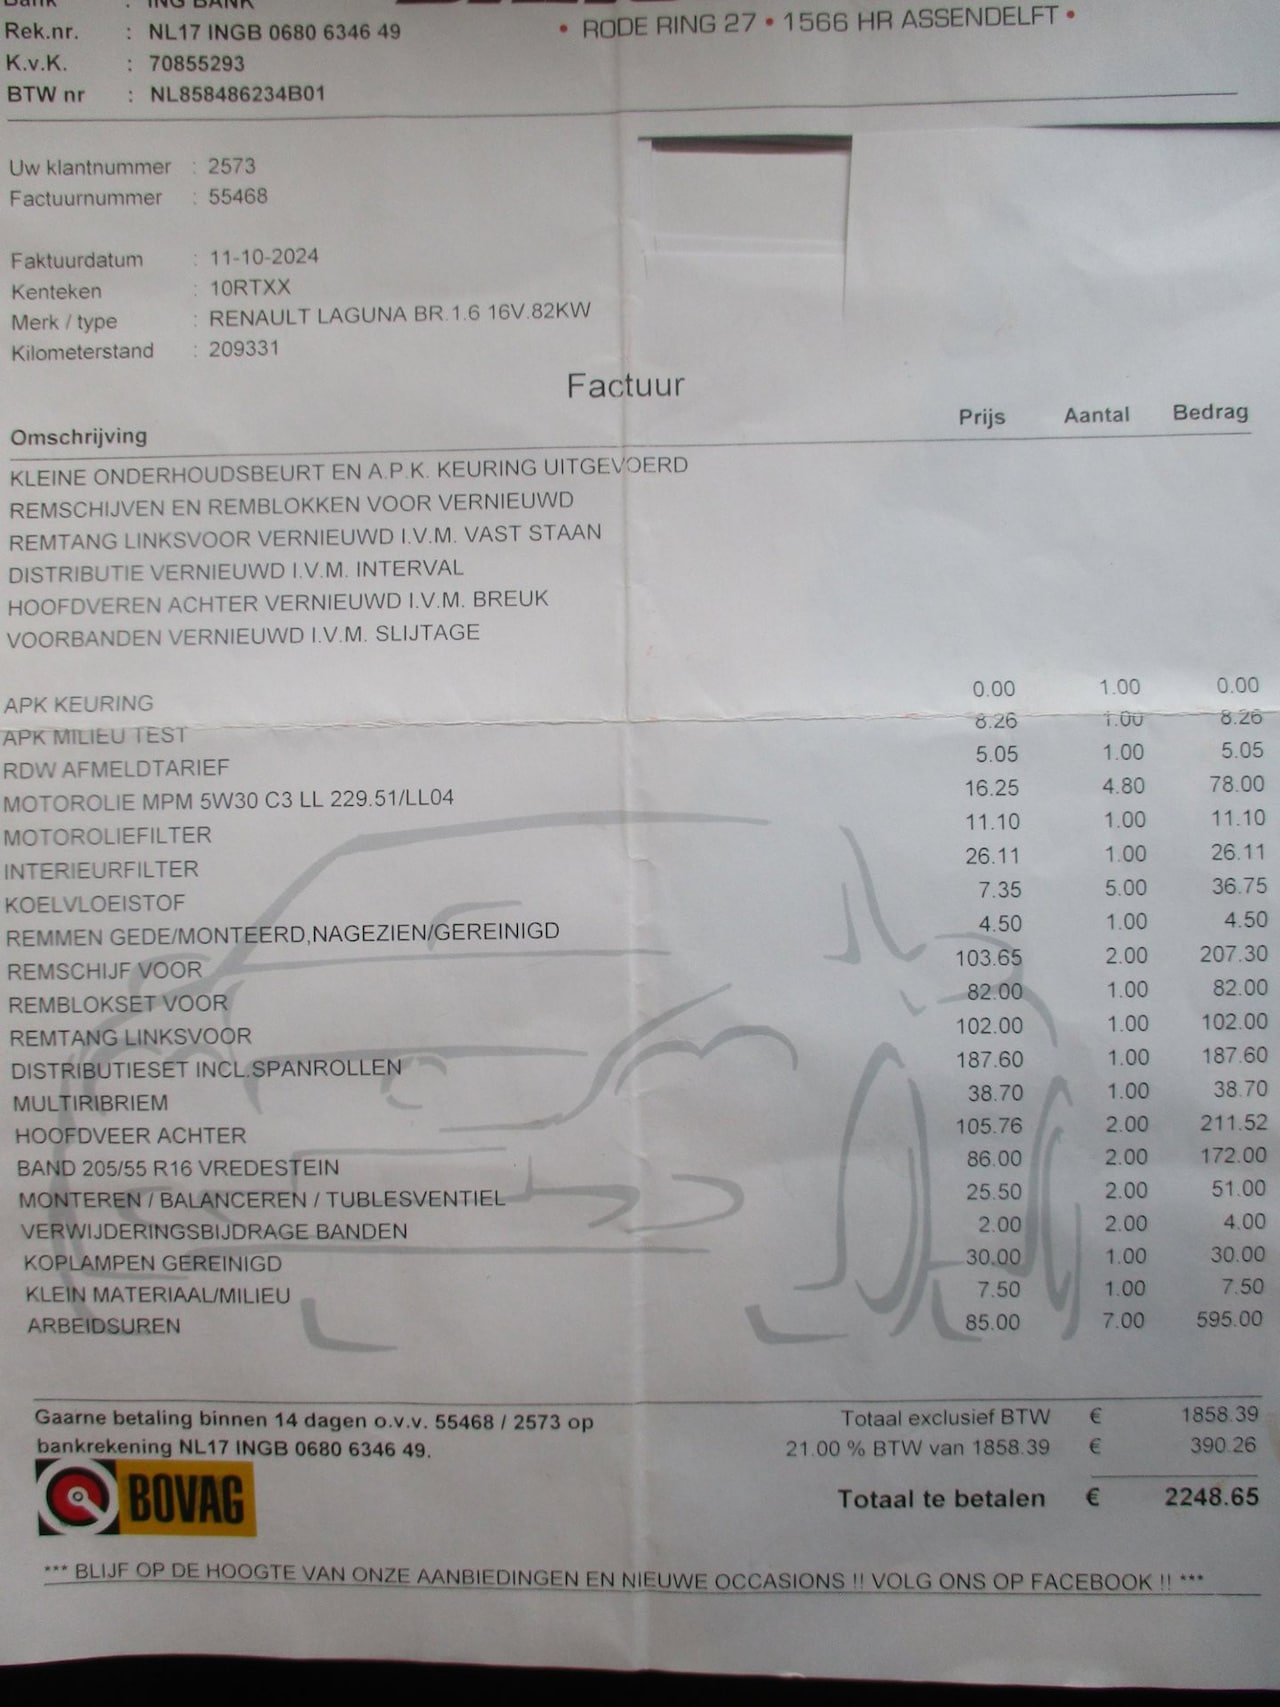 Bank : ING BANK
Rek.nr. : NL17 INGB 0680 6346 49
• RODE RING 27 • 1566 HR ASSENDELFT •
K.v.K. : 70855293
BTW nr : NL858486234B01
Uw klantnummer : 2573
Factuurnummer : 55468
Faktuurdatum : 11-10-2024
Kenteken : 10RTXX
Merk / type : RENAULT LAGUNA BR.1.6 16V.82KW
Kilometerstand : 209331
Factuur
Omschrijving Prijs Aantal Bedrag
KLEINE ONDERHOUDSBEURT EN A.P.K. KEURING UITGEVOERD
REMSCHIJVEN EN REMBLOKKEN VOOR VERNIEUWD
REMTANG LINKSVOOR VERNIEUWD I.V.M. VAST STAAN
DISTRIBUTIE VERNIEUWD I.V.M. INTERVAL
HOOFDVEREN ACHTER VERNIEUWD I.V.M. BREUK
VOORBANDEN VERNIEUWD I.V.M. SLIJTAGE
APK KEURING 0.00 1.00 0.00
APK MILIEU TEST 8.26 1.00 8.26
RDW AFMELDTARIEF 5.05 1.00 5.05
MOTOROLIE MPM 5W30 C3 LL 229.51/LL04 16.25 4.80 78.00
MOTOROLIEFILTER 11.10 1.00 11.10
INTERIEURFILTER 26.11 1.00 26.11
KOELVLOEISTOF 7.35 5.00 36.75
REMMEN GEDE/MONTEERD,NAGEZIEN/GEREINIGD 4.50 1.00 4.50
REMSCHIJF VOOR 103.65 2.00 207.30
REMBLOKSET VOOR 82.00 1.00 82.00
REMTANG LINKSVOOR 102.00 1.00 102.00
DISTRIBUTIESET INCL.SPANROLLEN 187.60 1.00 187.60
MULTIRIBRIEM 38.70 1.00 38.70
HOOFDVEER ACHTER 105.76 2.00 211.52
BAND 205/55 R16 VREDESTEIN 86.00 2.00 172.00
MONTEREN / BALANCEREN / TUBLESVENTIEL 25.50 2.00 51.00
VERWIJDERINGSBIJDRAGE BANDEN 2.00 2.00 4.00
KOPLAMPEN GEREINIGD 30.00 1.00 30.00
KLEIN MATERIAAL/MILIEU 7.50 1.00 7.50
ARBEIDSUREN 85.00 7.00 595.00
Gaarne betaling binnen 14 dagen o.v.v. 55468 / 2573 op
bankrekening NL17 INGB 0680 6346 49.
Totaal exclusief BTW € 1858.39
21.00 % BTW van 1858.39 € 390.26
Totaal te betalen € 2248.65
BOVAG
*** BLIJF OP DE HOOGTE VAN ONZE AANBIEDINGEN EN NIEUWE OCCASIONS !! VOLG ONS OP FACEBOOK !! ***